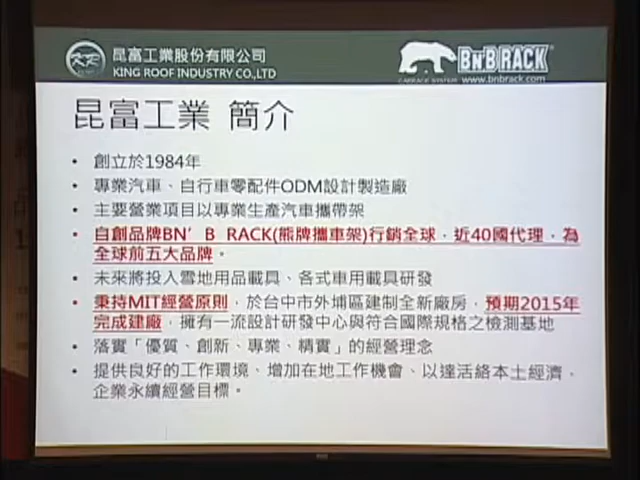 昆富工業股份有限公司
KING ROOF INDUSTRY CO.,LTD
BNB RACK®
CARRACK SYSTEM
www.bnbrack.com
昆富工業 簡介
• 創立於1984年
• 專業汽車、自行車零配件ODM設計製造廠
• 主要營業項目以專業生產汽車攜帶架
• 自創品牌BN’B RACK(熊牌攜車架)行銷全球，近40國代理，為
全球前五大品牌。
• 未來將投入雪地用品載具、各式車用載具研發
• 秉持MIT經營原則，於台中市外埔區建制全新廠房，預期2015年
完成建廠，擁有一流設計研發中心與符合國際規格之檢測基地
• 落實「優質、創新、專業、精實」的經營理念
• 提供良好的工作環境、增加在地工作機會、以達活絡本土經濟、
企業永續經營目標。